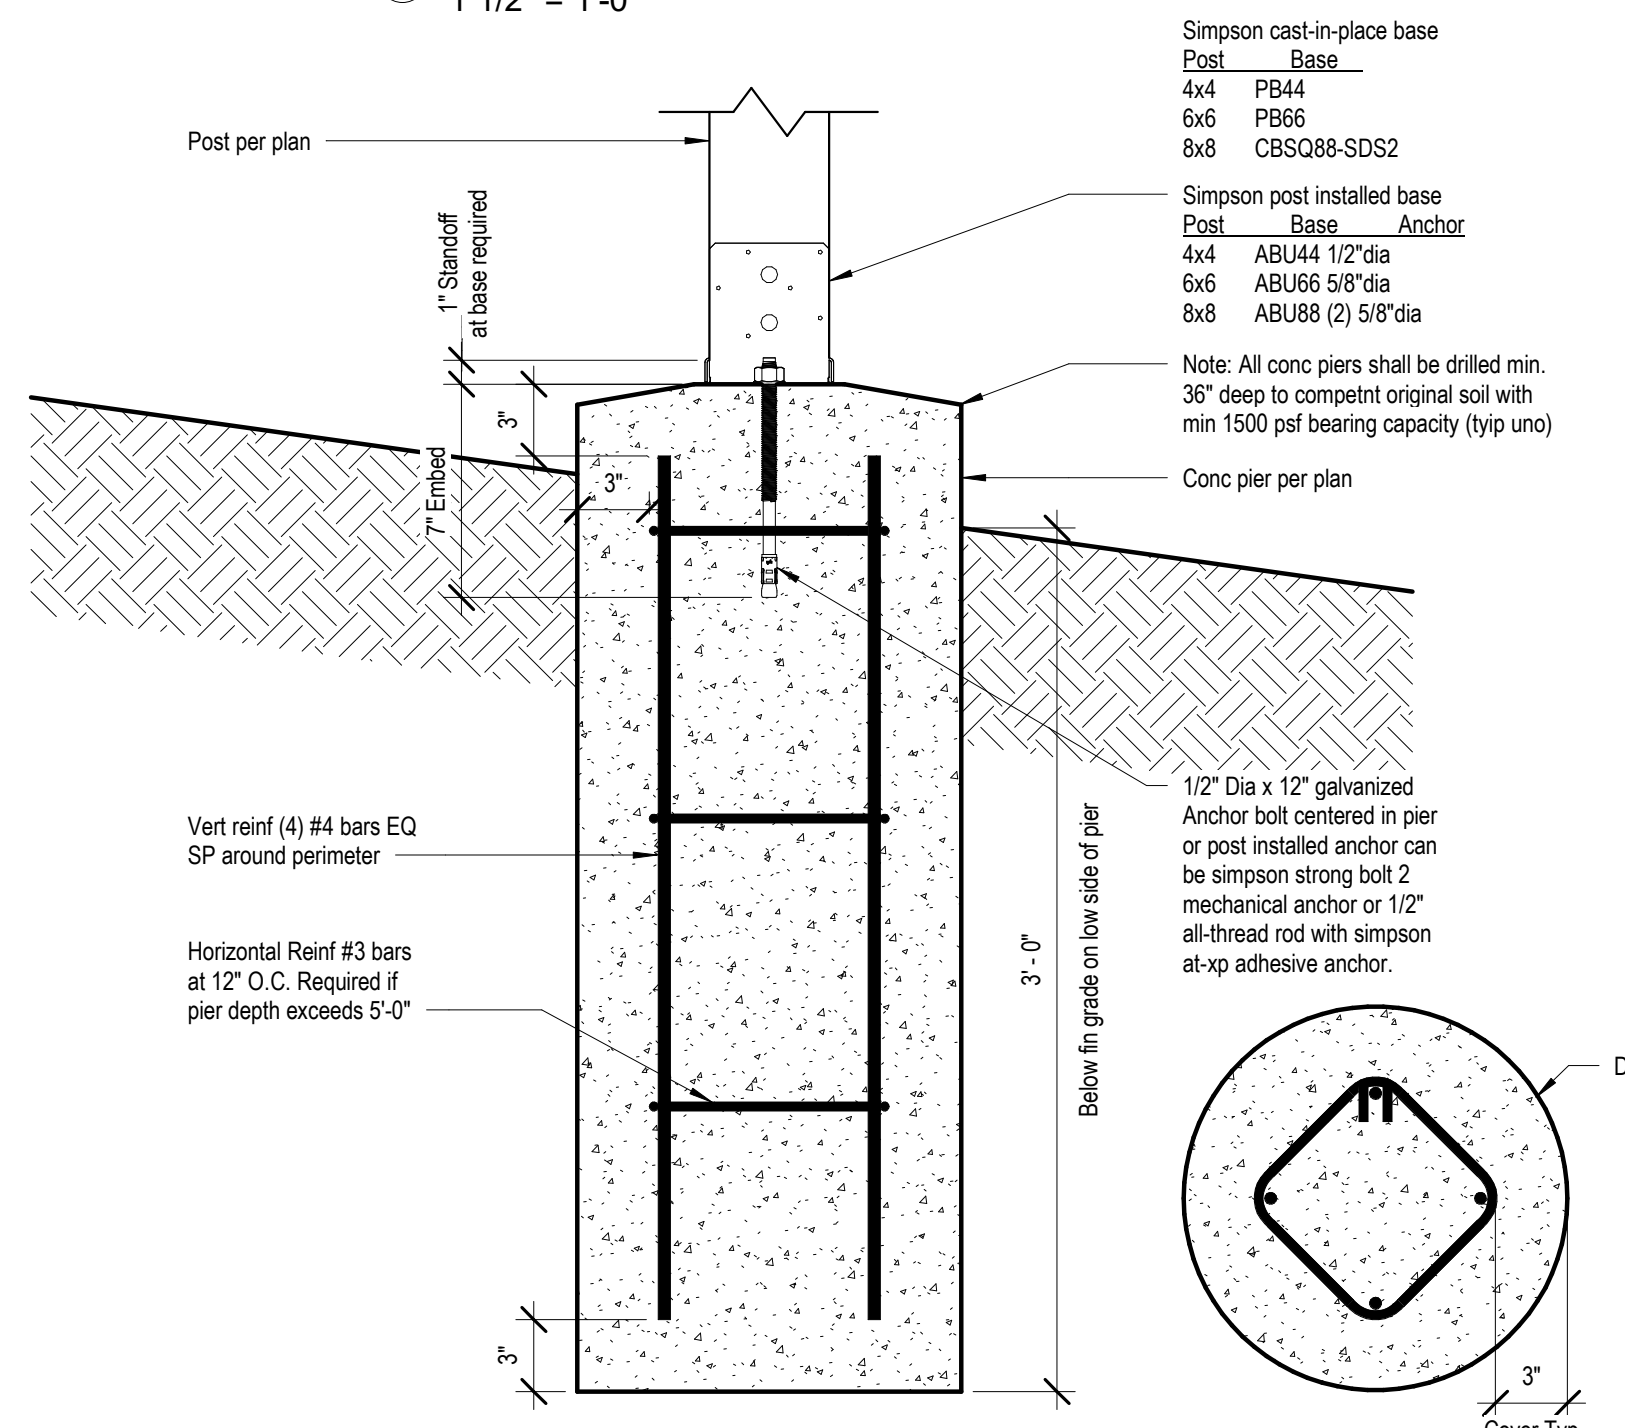 1 1/2" = 1'-0"
Simpson cast-in-place base
Post Base
4x4 PB44
6x6 PB66
8x8 CBSQ88-SDS2
Post per plan
Simpson post installed base
Post Base Anchor
4x4 ABU44 1/2"dia
6x6 ABU66 5/8"dia
8x8 ABU88 (2) 5/8"dia
1" Standoff
at base required
Note: All conc piers shall be drilled min.
36" deep to competnt original soil with
min 1500 psf bearing capacity (tyip uno)
3"
7" Embed
3"
Conc pier per plan
1/2" Dia x 12" galvanized
Anchor bolt centered in pier
or post installed anchor can
be simpson strong bolt 2
mechanical anchor or 1/2"
all-thread rod with simpson
at-xp adhesive anchor.
Vert reinf (4) #4 bars EQ
SP around perimeter
Horizontal Reinf #3 bars
at 12" O.C. Required if
pier depth exceeds 5'-0"
3' - 0"
Below fin grade on low side of pier
D
3"
3"
Cover Typ